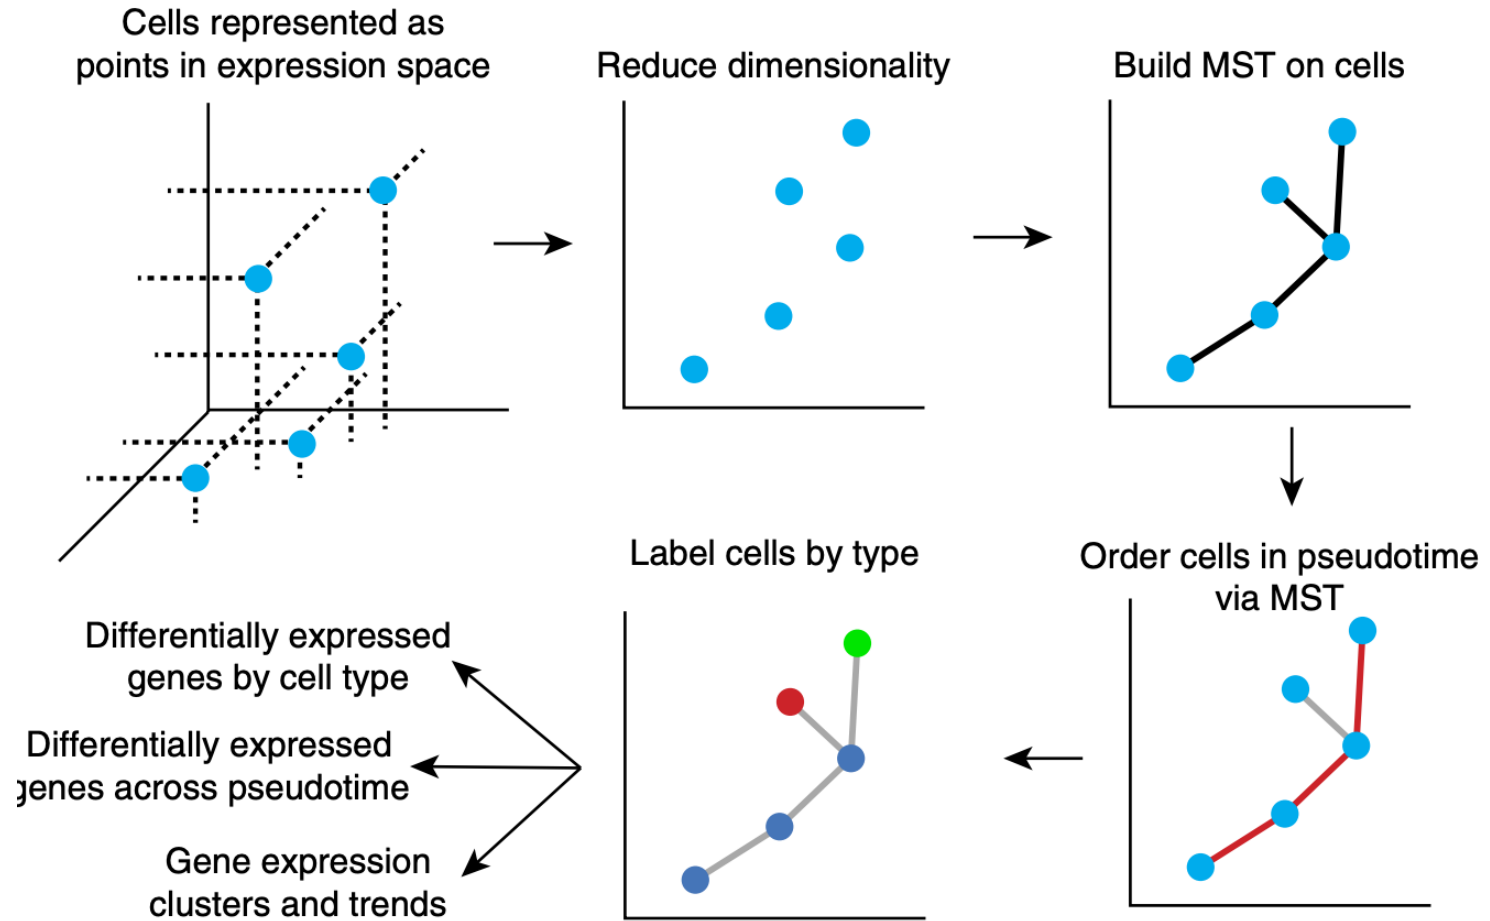 Cells represented as
points in expression space
Reduce dimensionality
Build MST on cells
Order cells in pseudotime
via MST
Label cells by type
Differentially expressed
genes by cell type
Differentially expressed
genes across pseudotime
Gene expression
clusters and trends